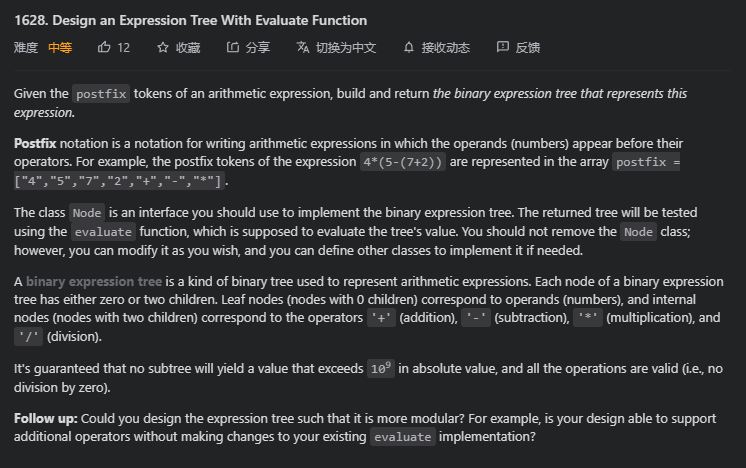 1628. Design an Expression Tree With Evaluate Function
难度 中等 12 收藏 分享 切换为中文 接收动态 反馈
Given the postfix tokens of an arithmetic expression, build and return the binary expression tree that represents this
expression.
Postfix notation is a notation for writing arithmetic expressions in which the operands (numbers) appear before their
operators. For example, the postfix tokens of the expression 4*(5-(7+2)) are represented in the array postfix =
["4","5","7","2","+","-","*"].
The class Node is an interface you should use to implement the binary expression tree. The returned tree will be tested
using the evaluate function, which is supposed to evaluate the tree's value. You should not remove the Node class;
however, you can modify it as you wish, and you can define other classes to implement it if needed.
A binary expression tree is a kind of binary tree used to represent arithmetic expressions. Each node of a binary expression
tree has either zero or two children. Leaf nodes (nodes with 0 children) correspond to operands (numbers), and internal
nodes (nodes with two children) correspond to the operators '+' (addition), '-' (subtraction), '*' (multiplication), and
'/' (division).
It's guaranteed that no subtree will yield a value that exceeds 10⁹ in absolute value, and all the operations are valid (i.e., no
division by zero).
Follow up: Could you design the expression tree such that it is more modular? For example, is your design able to support
additional operators without making changes to your existing evaluate implementation?